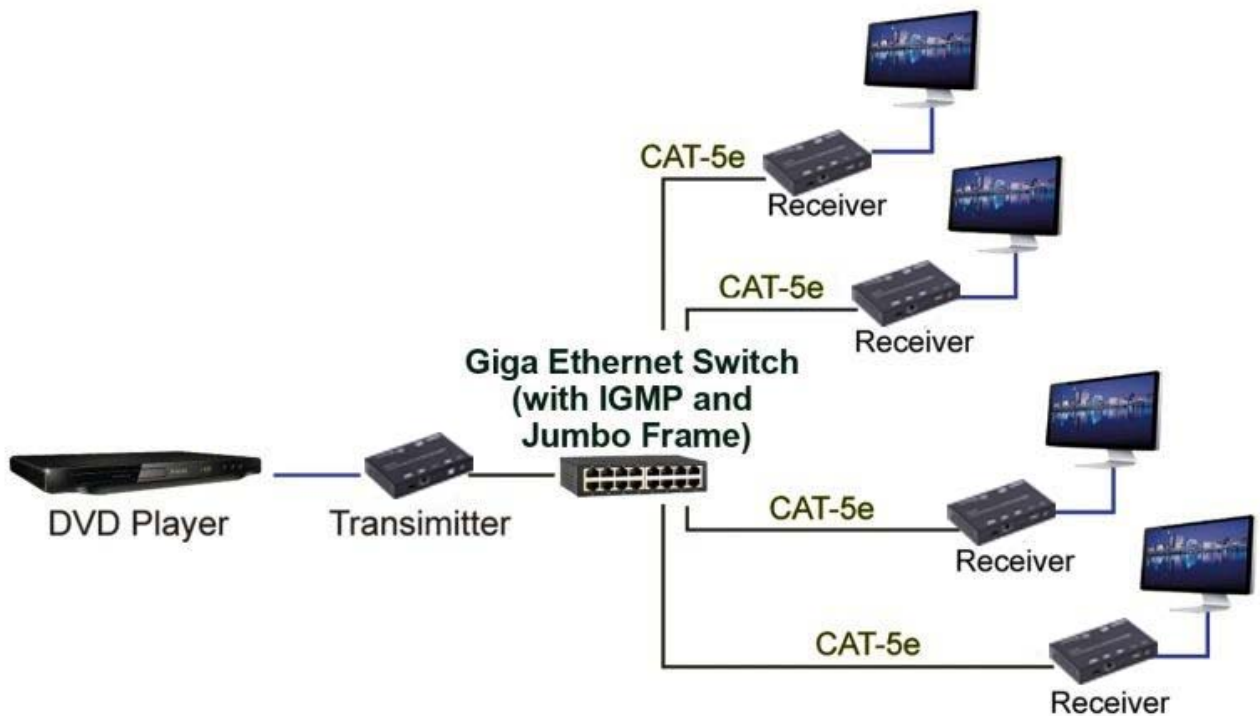 CAT-5e
Receiver
CAT-5e
Receiver
Giga Ethernet Switch
(with IGMP and
Jumbo Frame)
DVD Player
Transimitter
CAT-5e
Receiver
CAT-5e
Receiver